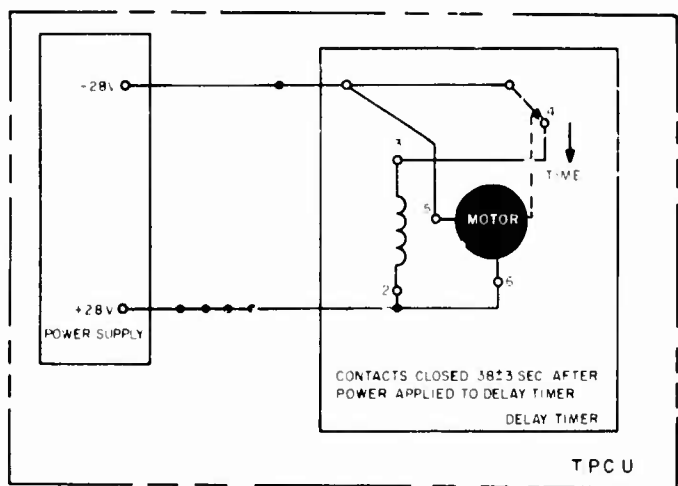 -28V
4
3
TIME
5
MOTOR
2
6
+28V
POWER SUPPLY
CONTACTS CLOSED 38±3 SEC AFTER
POWER APPLIED TO DELAY TIMER
DELAY TIMER
TPCU